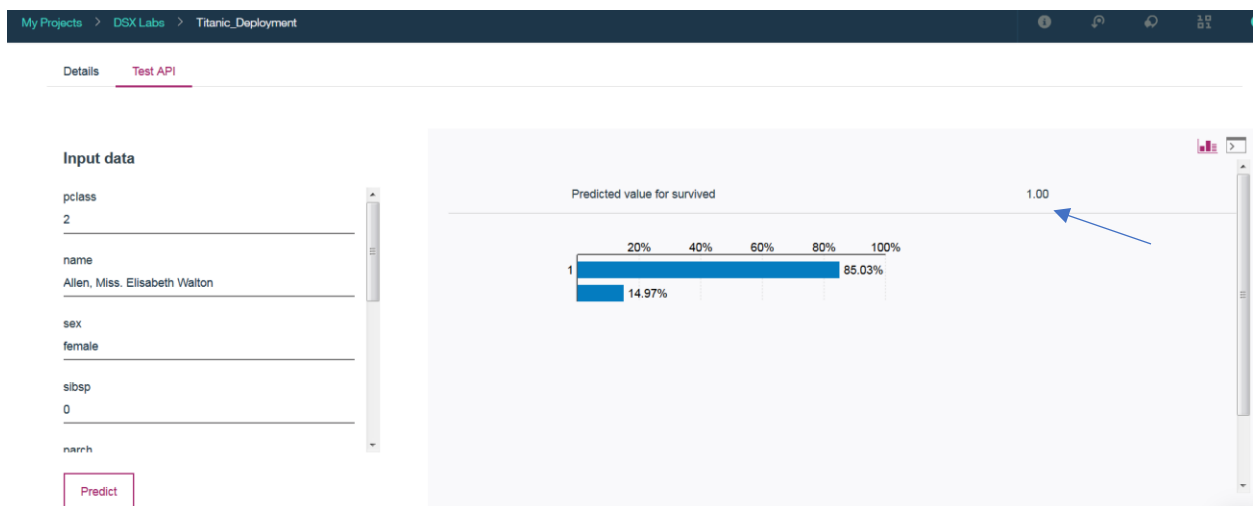 My Projects > DSX Labs > Titanic_Deployment
Details Test API
Input data
pclass
2
name
Allen, Miss. Elisabeth Walton
sex
female
sibsp
0
parch
Predict
Predicted value for survived 1.00
20% 40% 60% 80% 100%
1 85.03%
14.97%